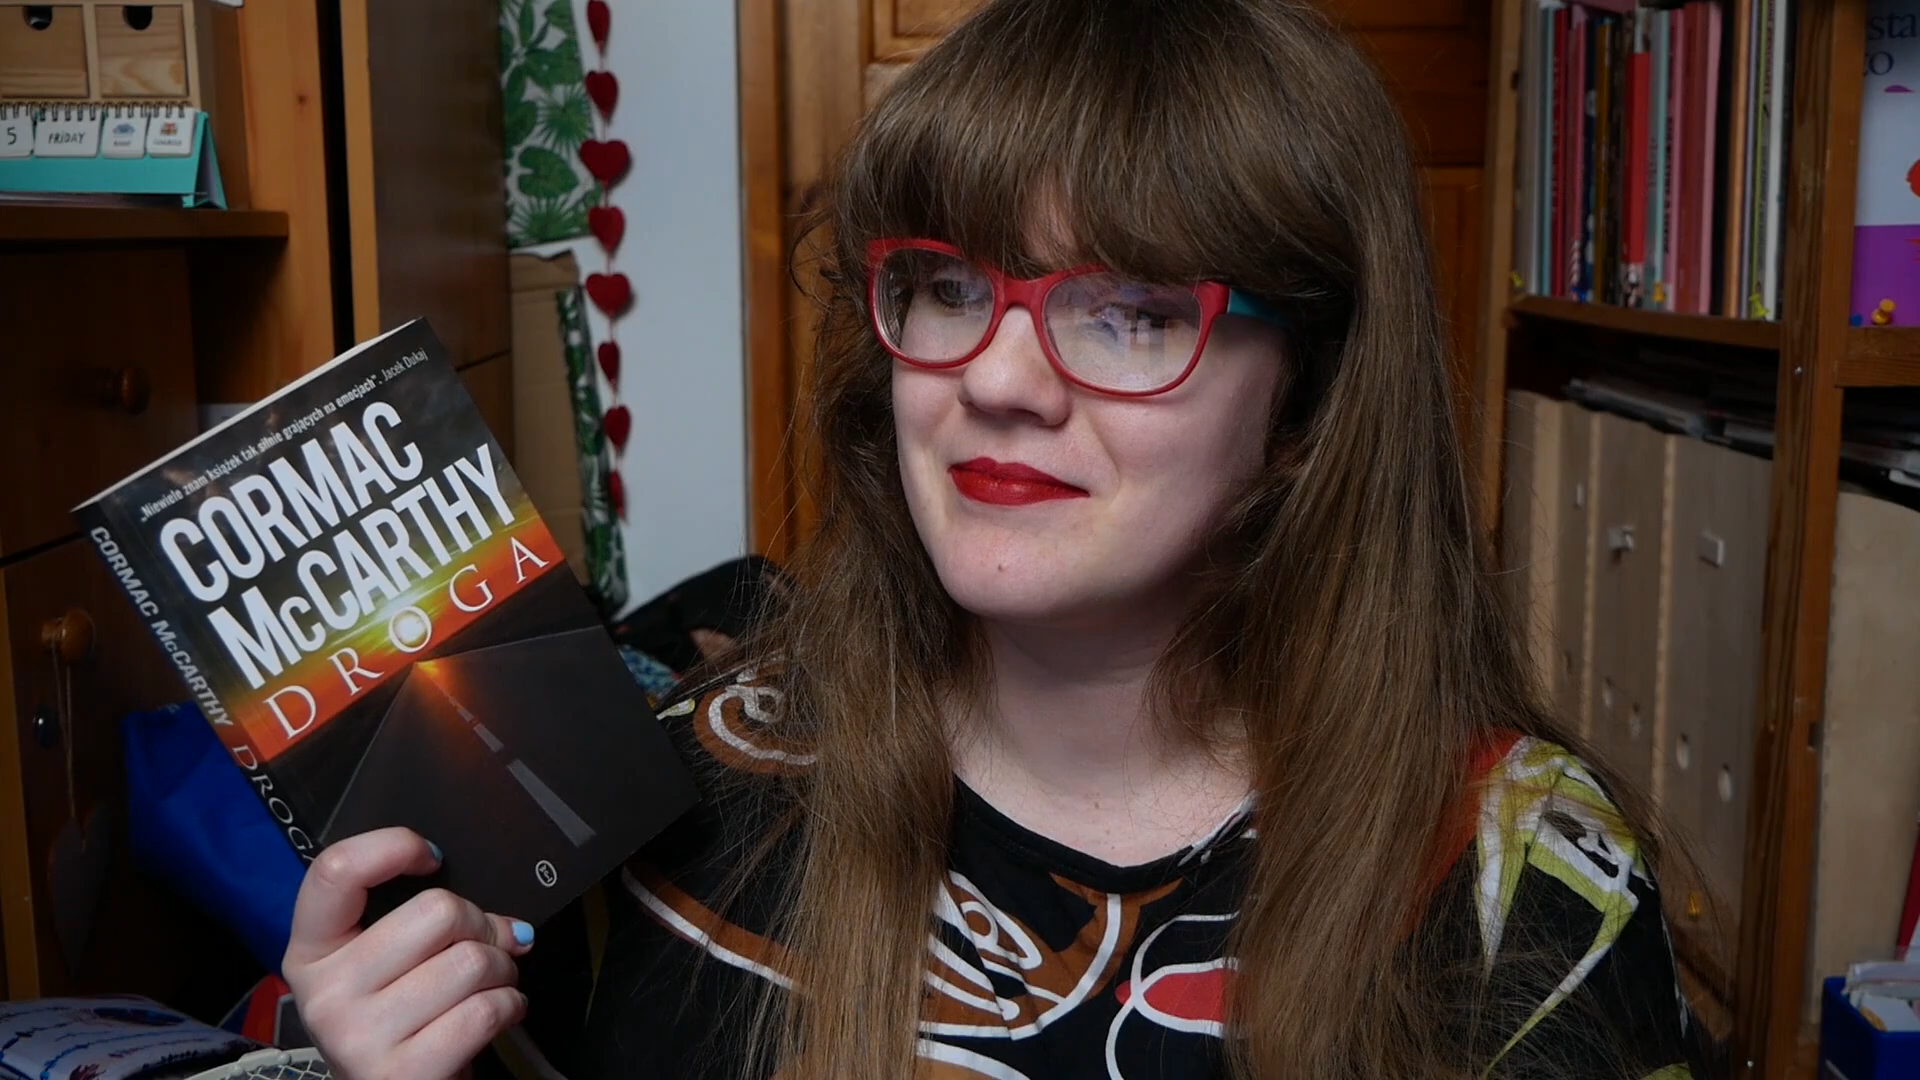 5 FRIDAY
„Niewiele znam książek tak silnie grających na emocjach”. Jacek Dukaj
CORMAC
McCARTHY
DROGA
CORMAC McCARTHY DROGA